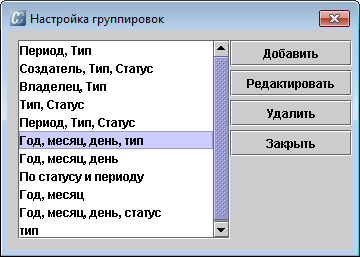 Настройка группировок
Период, Тип
Создатель, Тип, Статус
Владелец, Тип
Тип, Статус
Период, Тип, Статус
Год, месяц, день, тип
Год, месяц, день
По статусу и периоду
Год, месяц
Год, месяц, день, статус
тип
Добавить
Редактировать
Удалить
Закрыть